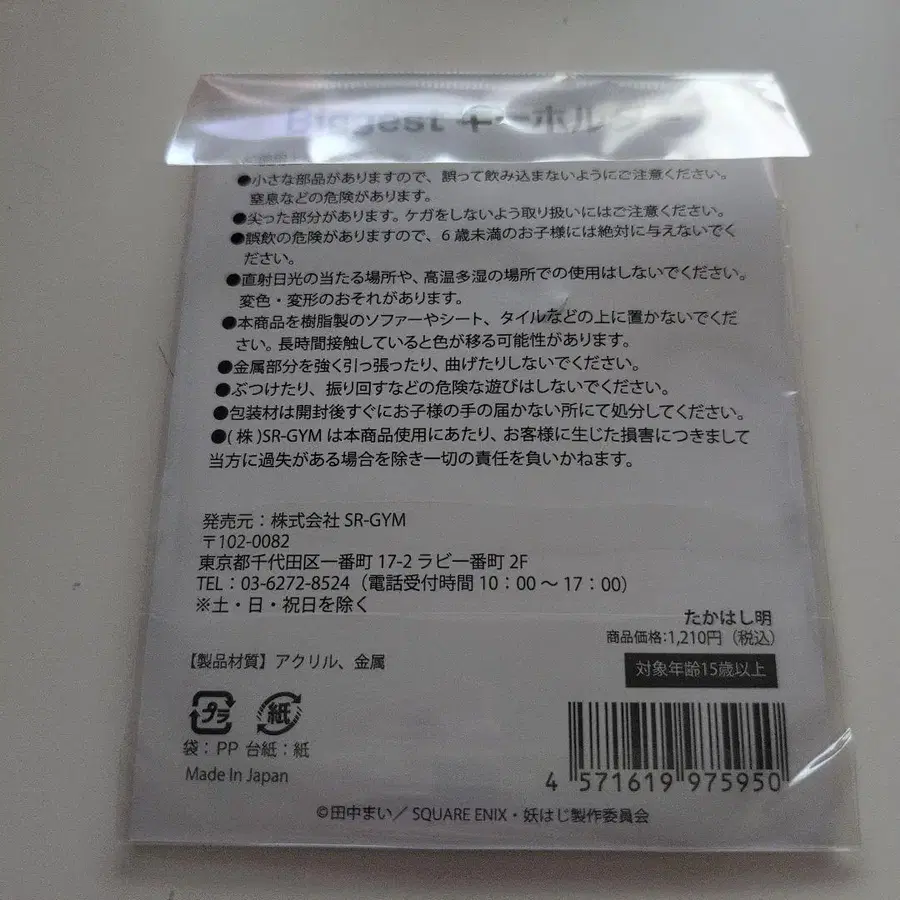 Biggest キーホルダー
●小さな部品がありますので、誤って飲み込まないようにご注意ください。
窒息などの危険があります。
●尖った部分があります。ケガをしないよう取り扱いにはご注意ください。
●誤飲の危険がありますので、6歳未満のお子様には絶対に与えないでく
ださい。
●直射日光の当たる場所や、高温多湿の場所での使用はしないでください。
変色・変形のおそれがあります。
●本商品を樹脂製のソファーやシート、タイルなどの上に置かないでくだ
さい。長時間接触していると色が移る可能性があります。
●金属部分を強く引っ張ったり、曲げたりしないでください。
●ぶつけたり、振り回すなどの危険な遊びはしないでください。
●包装材は開封後すぐにお子様の手の届かない所にて処分してください。
●(株)SR-GYMは本商品使用にあたり、お客様に生じた損害につきまして
当方に過失がある場合を除き一切の責任を負いかねます。
発売元：株式会社 SR-GYM
〒102-0082
東京都千代田区一番町 17-2 ラビー番町 2F
TEL：03-6272-8524（電話受付時間 10：00 ～ 17：00）
※土・日・祝日を除く
たかはし明
商品価格:1,210円（税込）
【製品材質】アクリル、金属
対象年齢15歳以上
プラ 紙
袋：PP 台紙：紙
Made In Japan
4 571619 975950
©田中まい／SQUARE ENIX・妖はじ製作委員会